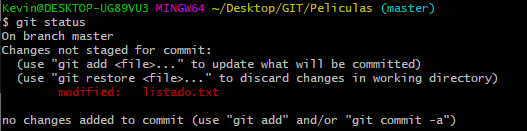 Kevin@DESKTOP-UG89VU3 MINGW64 ~/Desktop/GIT/Peliculas (master)
$ git status
On branch master
Changes not staged for commit:
  (use "git add <file>..." to update what will be committed)
  (use "git restore <file>..." to discard changes in working directory)
        modified:   listado.txt

no changes added to commit (use "git add" and/or "git commit -a")